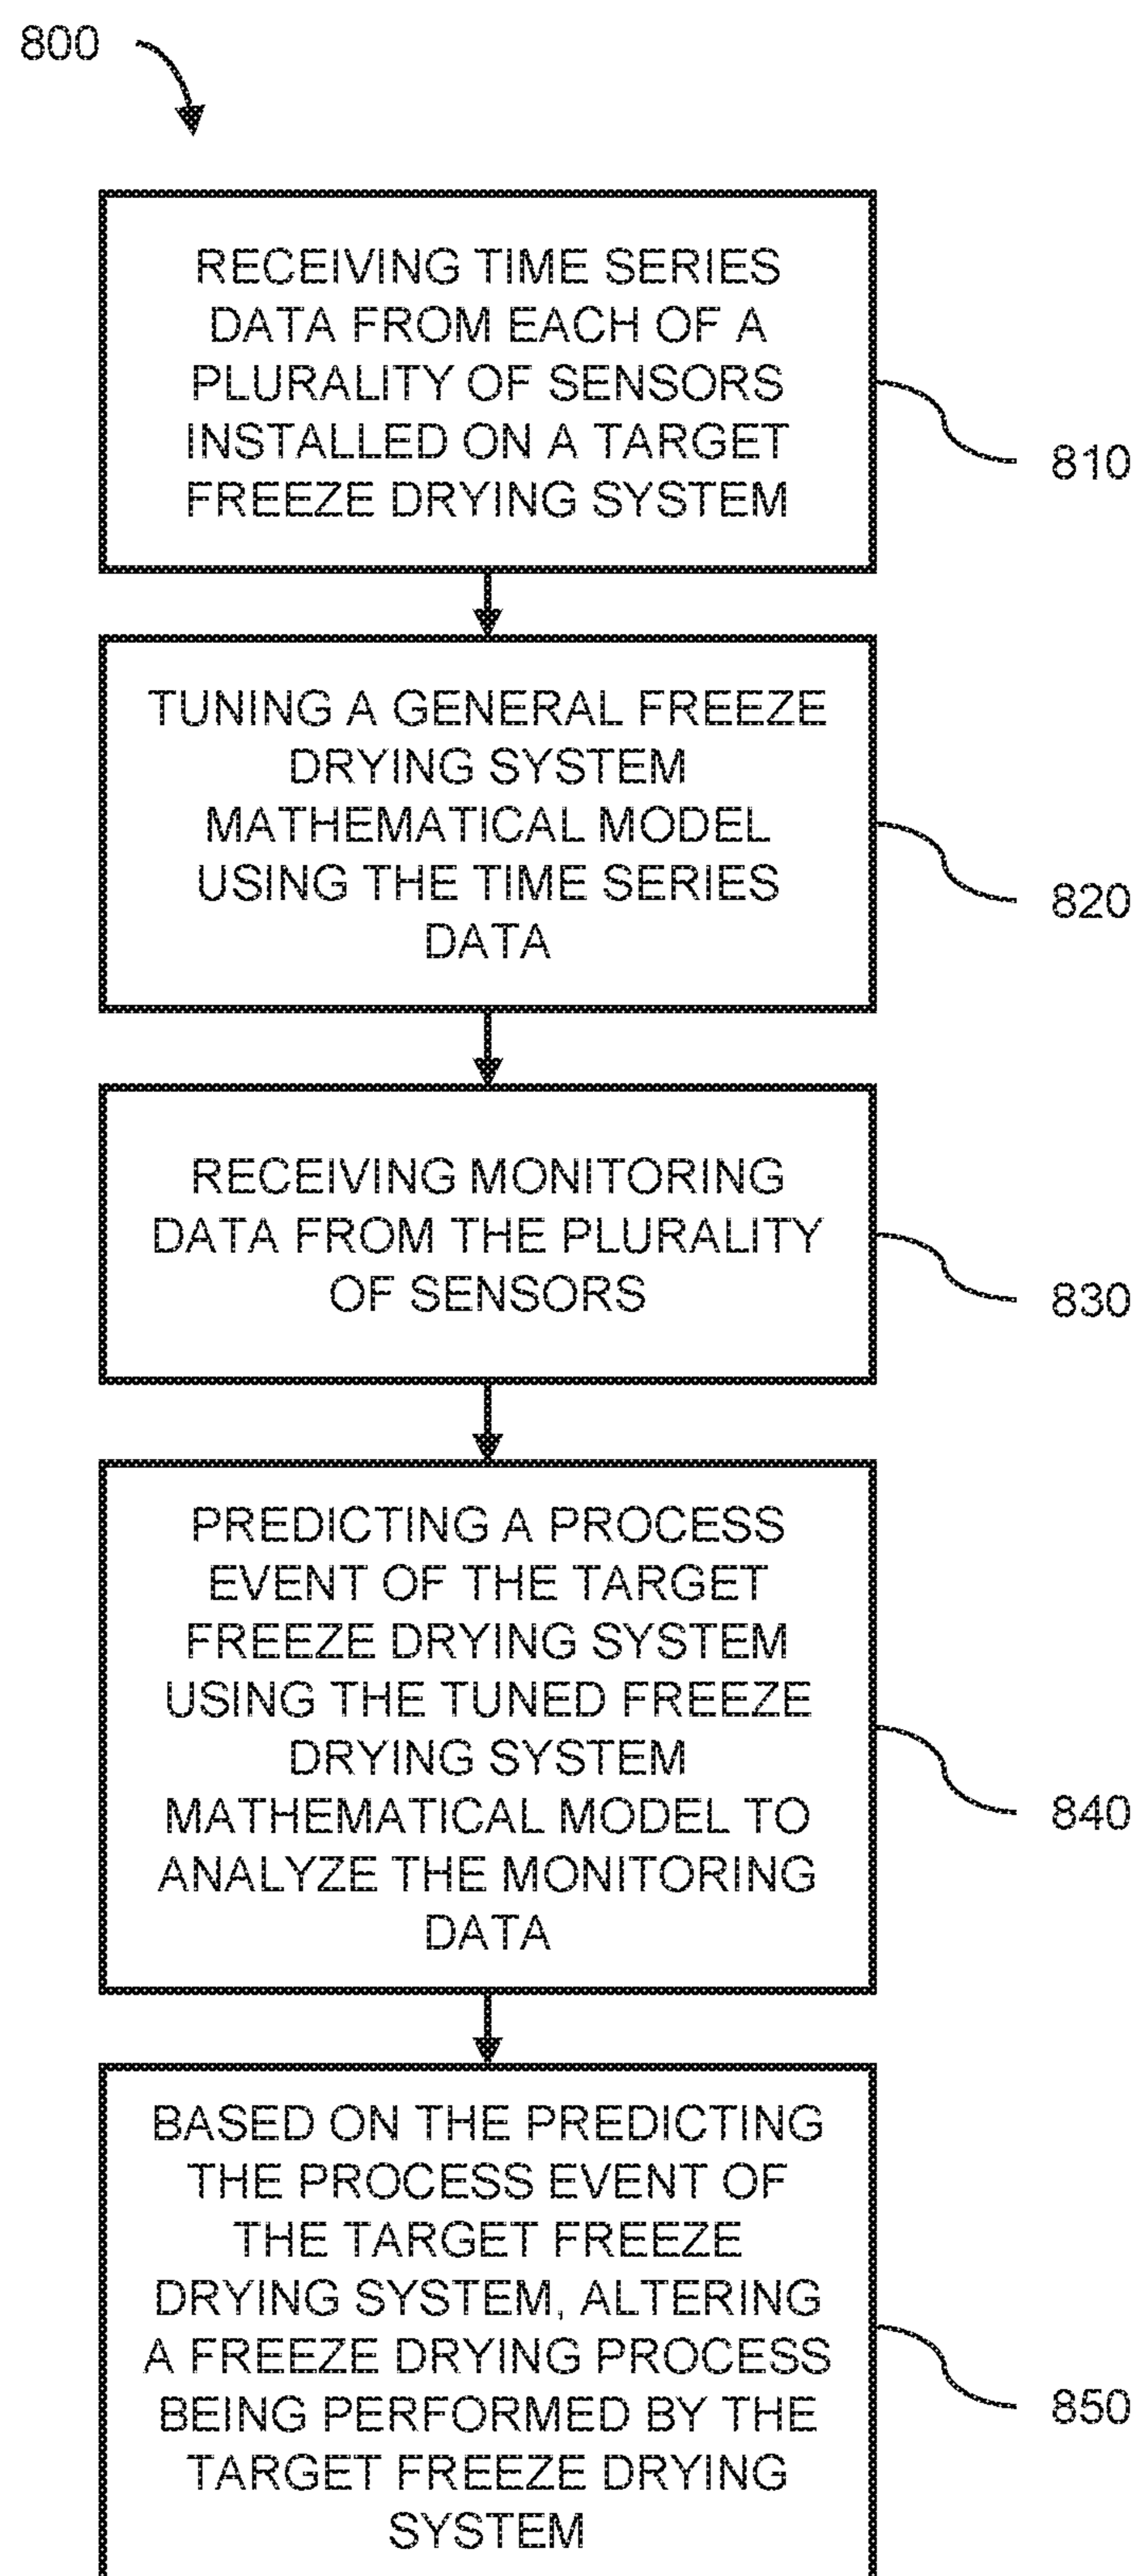 800
RECEIVING TIME SERIES
DATA FROM EACH OF A
PLURALITY OF SENSORS
INSTALLED ON A TARGET
FREEZE DRYING SYSTEM
810
TUNING A GENERAL FREEZE
DRYING SYSTEM
MATHEMATICAL MODEL
USING THE TIME SERIES
DATA
820
RECEIVING MONITORING
DATA FROM THE PLURALITY
OF SENSORS
830
PREDICTING A PROCESS
EVENT OF THE TARGET
FREEZE DRYING SYSTEM
USING THE TUNED FREEZE
DRYING SYSTEM
MATHEMATICAL MODEL TO
ANALYZE THE MONITORING
DATA
840
BASED ON THE PREDICTING
THE PROCESS EVENT OF
THE TARGET FREEZE
DRYING SYSTEM, ALTERING
A FREEZE DRYING PROCESS
BEING PERFORMED BY THE
TARGET FREEZE DRYING
SYSTEM
850